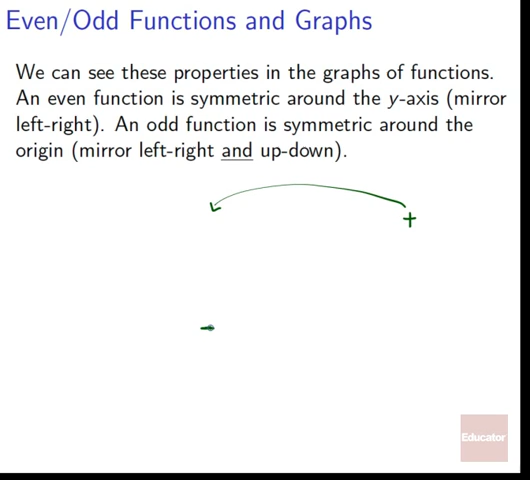 Even/Odd Functions and Graphs
We can see these properties in the graphs of functions.
An even function is symmetric around the y-axis (mirror
left-right). An odd function is symmetric around the
origin (mirror left-right and up-down).
+
-
Educator